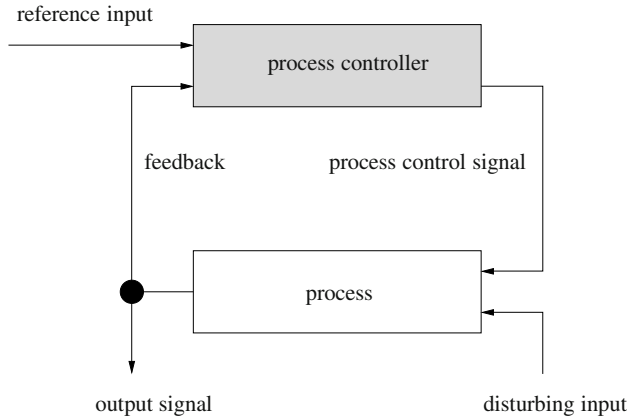 reference input
process controller
feedback
process control signal
process
output signal
disturbing input